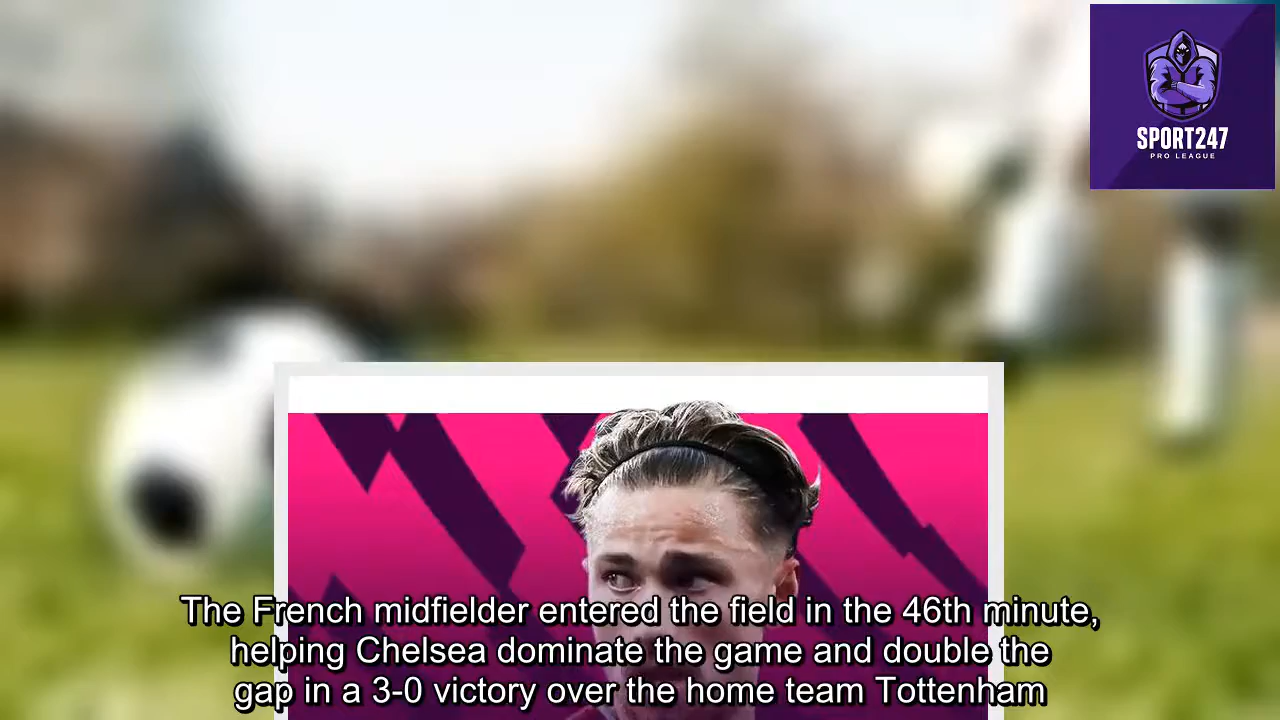 SPORT247
PRO LEAGUE
The French midfielder entered the field in the 46th minute,
helping Chelsea dominate the game and double the
gap in a 3-0 victory over the home team Tottenham